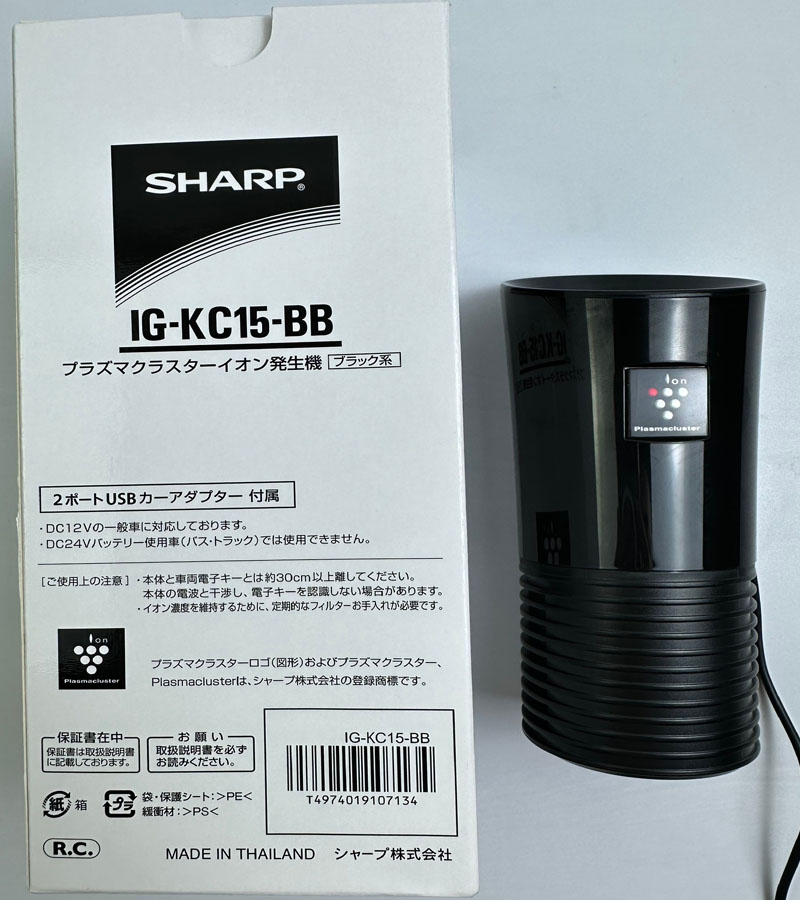 SHARP®
IG-KC15-BB
プラズマクラスターイオン発生機 ブラック系
2ポートUSBカーアダプター 付属
・DC12Vの一般車に対応しております。
・DC24Vバッテリー使用車(バス・トラック)では使用できません。
[ご使用上の注意] ・本体と車両電子キーとは約30cm以上離してください。
本体の電波と干渉し、電子キーを認識しない場合があります。
・イオン濃度を維持するために、定期的なフィルターお手入れが必要です。
Ion
Plasmacluster
プラズマクラスターロゴ(図形)およびプラズマクラスター、
Plasmaclusterは、シャープ株式会社の登録商標です。
保証書在中
保証書は取扱説明書
に記載しております。
お願い
取扱説明書を必ず
お読みください。
IG-KC15-BB
T4974019107134
紙 箱
プラ 袋・保護シート:>PE<
緩衝材:>PS<
R.C.
MADE IN THAILAND シャープ株式会社
Ion
Plasmacluster